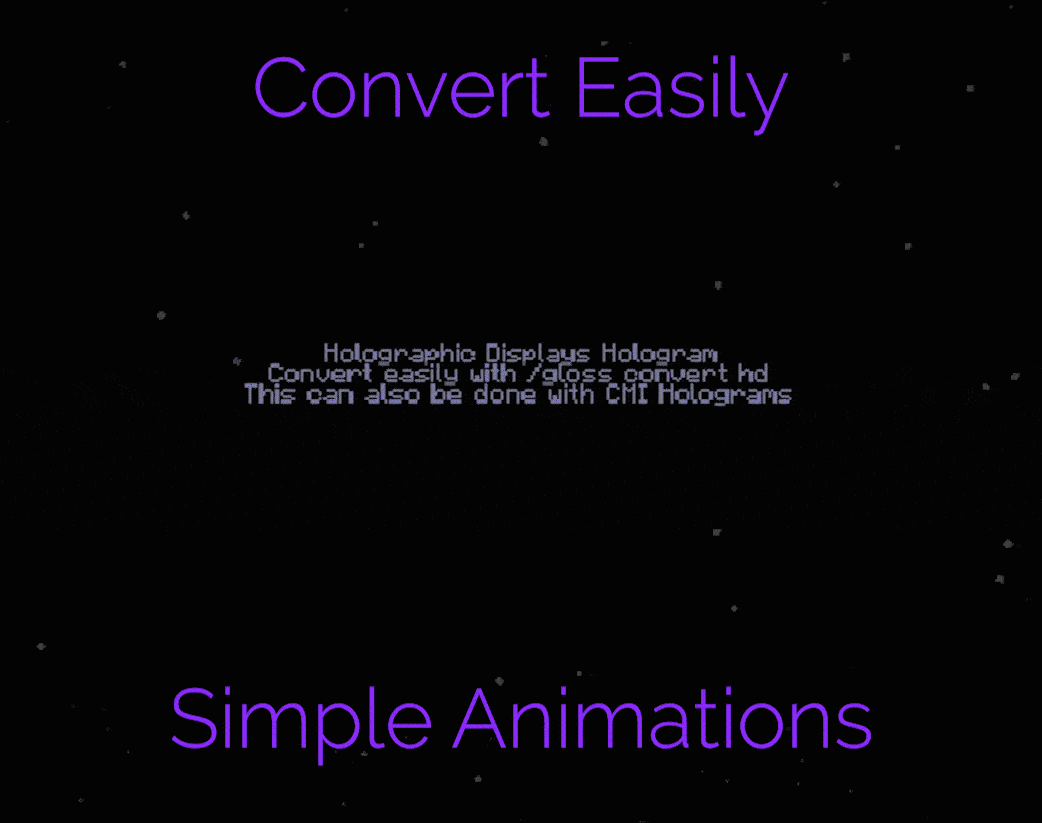 Convert Easily
Holographic Displays Hologram
Convert easily with /gloss convert hd
This can also be done with CMI Holograms
Simple Animations